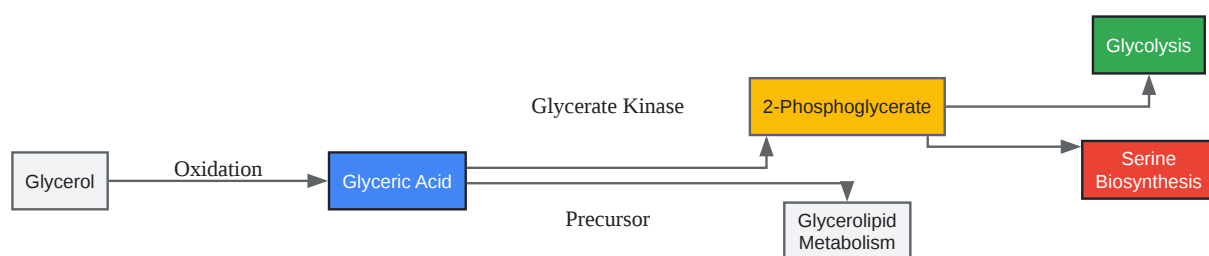 Glycolysis
Glycerate Kinase
2-Phosphoglycerate
Glycerol
Oxidation
Glyceric Acid
Serine
Biosynthesis
Precursor
Glycerolipid
Metabolism